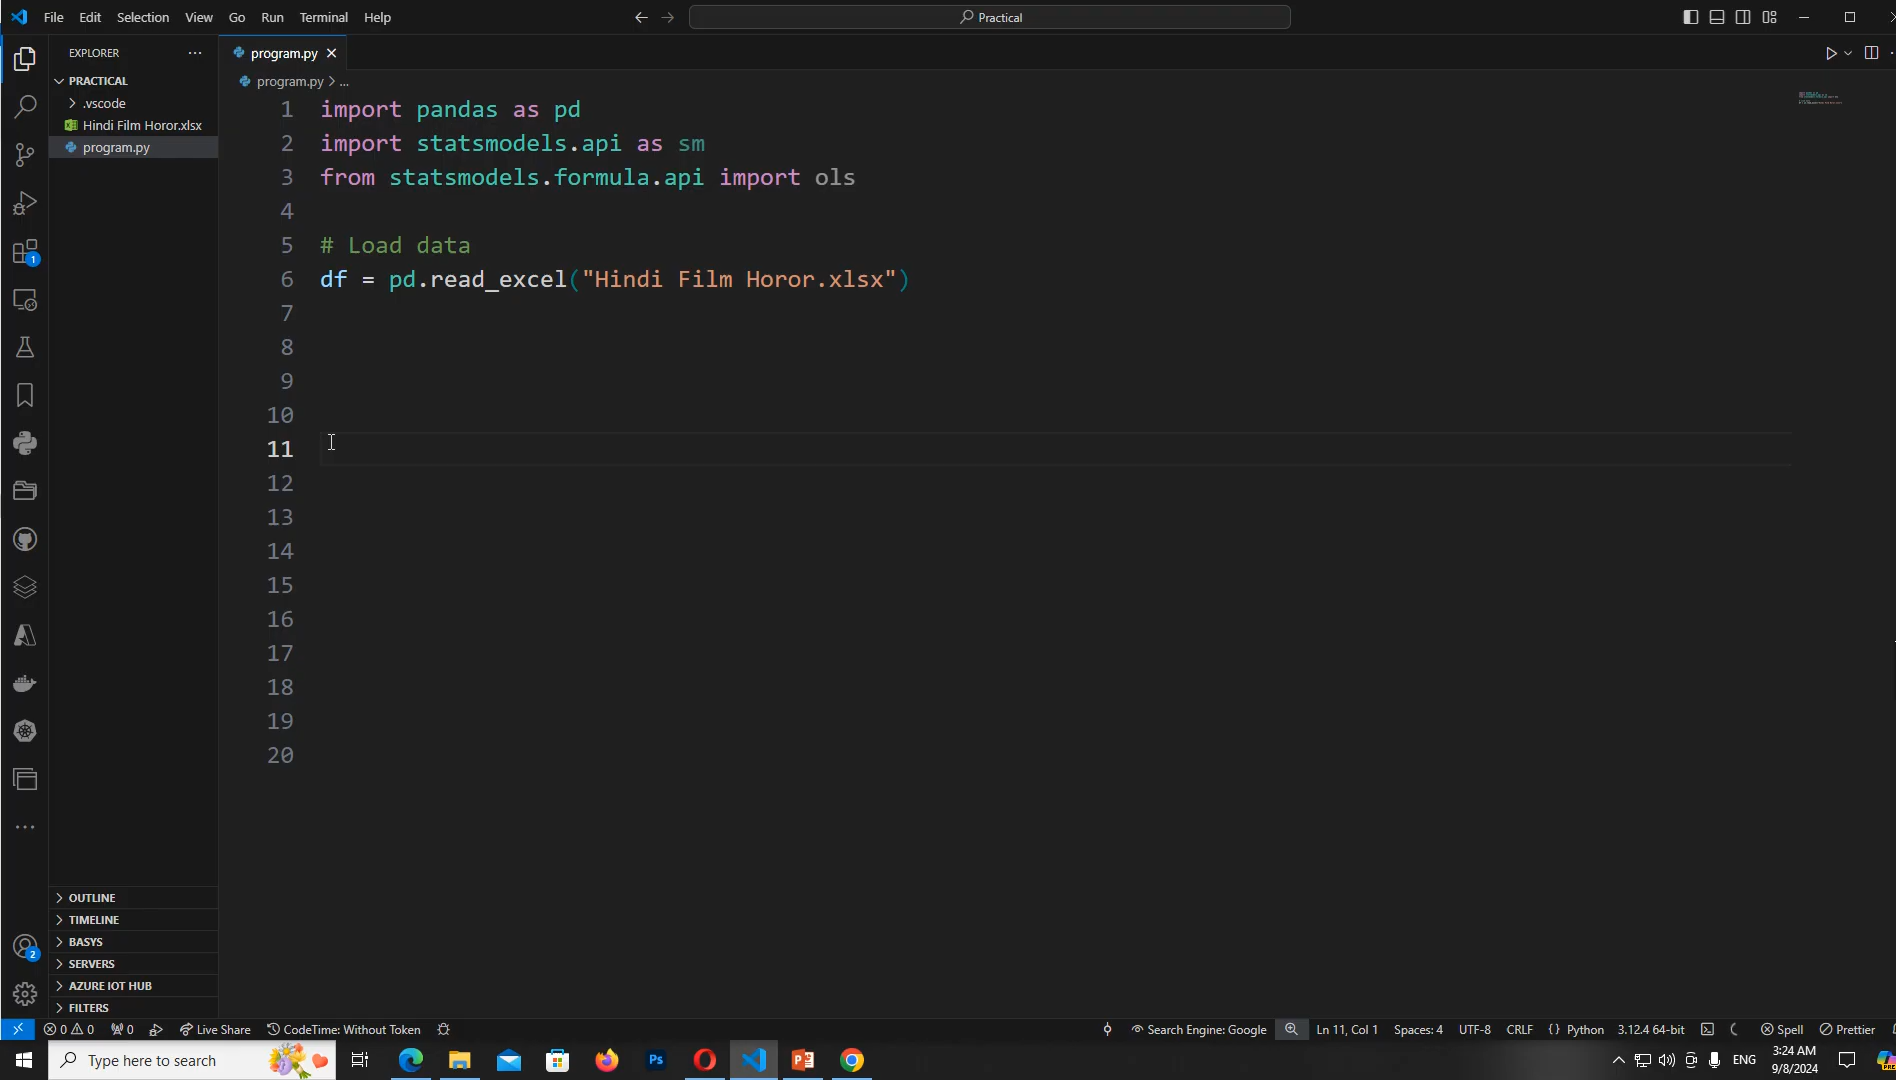 File Edit Selection View Go Run Terminal Help
Practical
EXPLORER
program.py
PRACTICAL
program.py > ...
.vscode
Hindi Film Horor.xlsx
program.py
1 import pandas as pd
2 import statsmodels.api as sm
3 from statsmodels.formula.api import ols
4
5 # Load data
6 df = pd.read_excel("Hindi Film Horor.xlsx")
7
8
9
10
11
12
13
14
15
16
17
18
19
20
1
OUTLINE
TIMELINE
BASYS
SERVERS
AZURE IOT HUB
FILTERS
2
0 0 0 Live Share CodeTime: Without Token Search Engine: Google Ln 11, Col 1 Spaces: 4 UTF-8 CRLF {} Python 3.12.4 64-bit Spell Prettier
Type here to search Ps ENG 3:24 AM
9/8/2024